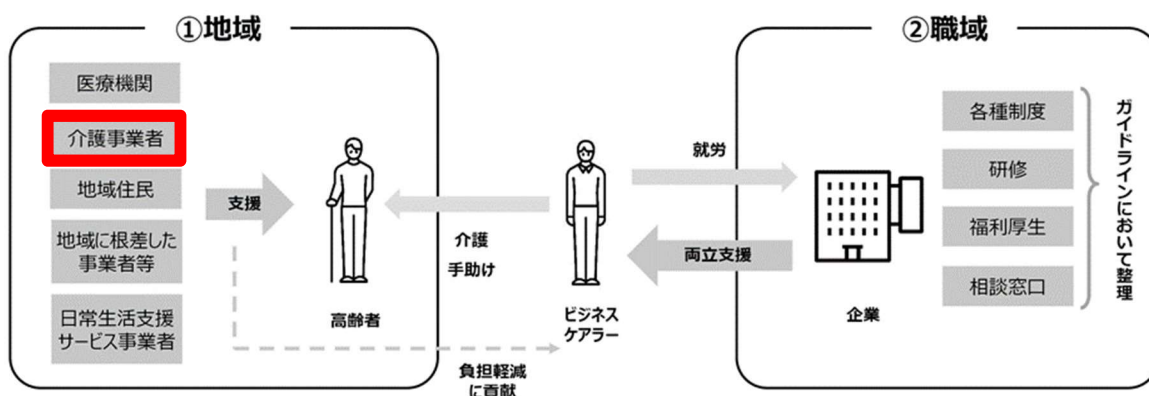 ①地域
医療機関
介護事業者
地域住民
地域に根差した
事業者等
日常生活支援
サービス事業者
支援
高齢者
介護
手助け
負担軽減
に貢献
ビジネス
ケアラー
就労
両立支援
②職域
企業
各種制度
研修
福利厚生
相談窓口
ガイドラインにおいて整理